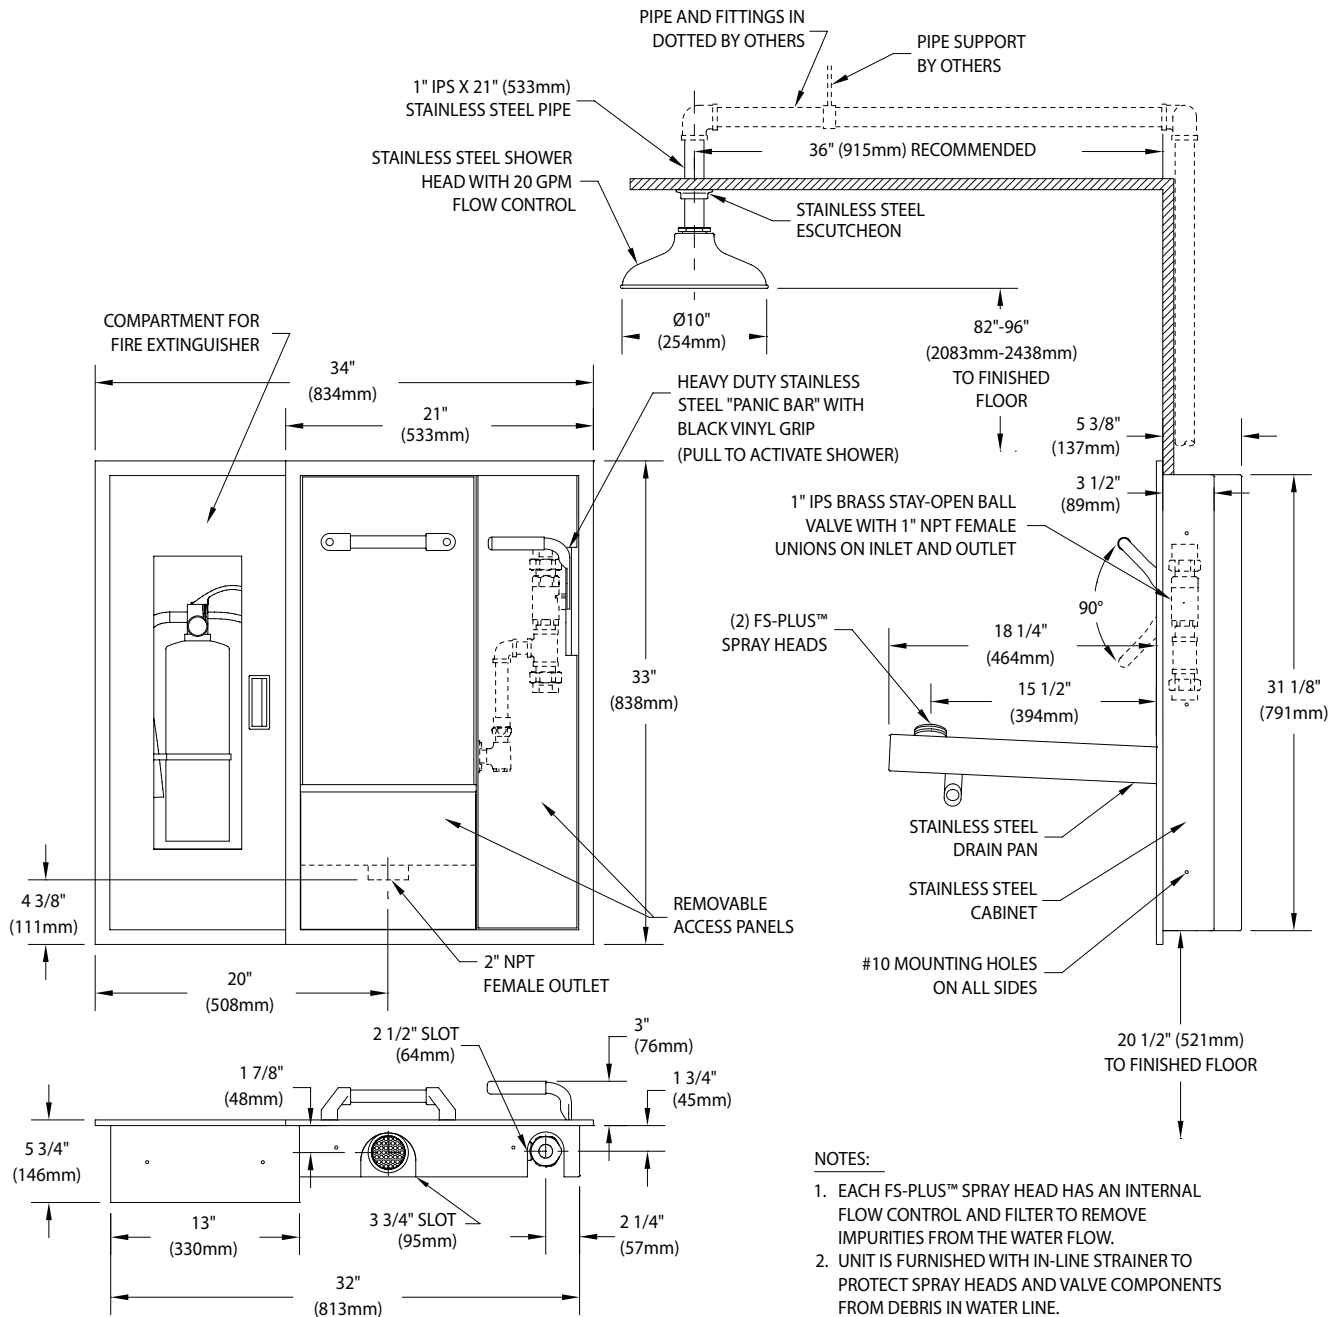 PIPE AND FITTINGS IN
DOTTED BY OTHERS
PIPE SUPPORT
BY OTHERS
1" IPS X 21" (533mm)
STAINLESS STEEL PIPE
36" (915mm) RECOMMENDED
STAINLESS STEEL SHOWER
HEAD WITH 20 GPM
FLOW CONTROL
STAINLESS STEEL
ESCUTCHEON
Ø10"
(254mm)
82"-96"
(2083mm-2438mm)
TO FINISHED
FLOOR
COMPARTMENT FOR
FIRE EXTINGUISHER
34"
(834mm)
21"
(533mm)
HEAVY DUTY STAINLESS
STEEL "PANIC BAR" WITH
BLACK VINYL GRIP
(PULL TO ACTIVATE SHOWER)
5 3/8"
(137mm)
3 1/2"
(89mm)
1" IPS BRASS STAY-OPEN BALL
VALVE WITH 1" NPT FEMALE
UNIONS ON INLET AND OUTLET
90°
(2) FS-PLUS™
SPRAY HEADS
18 1/4"
(464mm)
15 1/2"
(394mm)
33"
(838mm)
31 1/8"
(791mm)
STAINLESS STEEL
DRAIN PAN
STAINLESS STEEL
CABINET
#10 MOUNTING HOLES
ON ALL SIDES
4 3/8"
(111mm)
REMOVABLE
ACCESS PANELS
2" NPT
FEMALE OUTLET
20"
(508mm)
20 1/2" (521mm)
TO FINISHED FLOOR
2 1/2" SLOT
(64mm)
3"
(76mm)
1 7/8"
(48mm)
1 3/4"
(45mm)
5 3/4"
(146mm)
13"
(330mm)
3 3/4" SLOT
(95mm)
2 1/4"
(57mm)
32"
(813mm)
NOTES:
1. EACH FS-PLUS™ SPRAY HEAD HAS AN INTERNAL
FLOW CONTROL AND FILTER TO REMOVE
IMPURITIES FROM THE WATER FLOW.
2. UNIT IS FURNISHED WITH IN-LINE STRAINER TO
PROTECT SPRAY HEADS AND VALVE COMPONENTS
FROM DEBRIS IN WATER LINE.